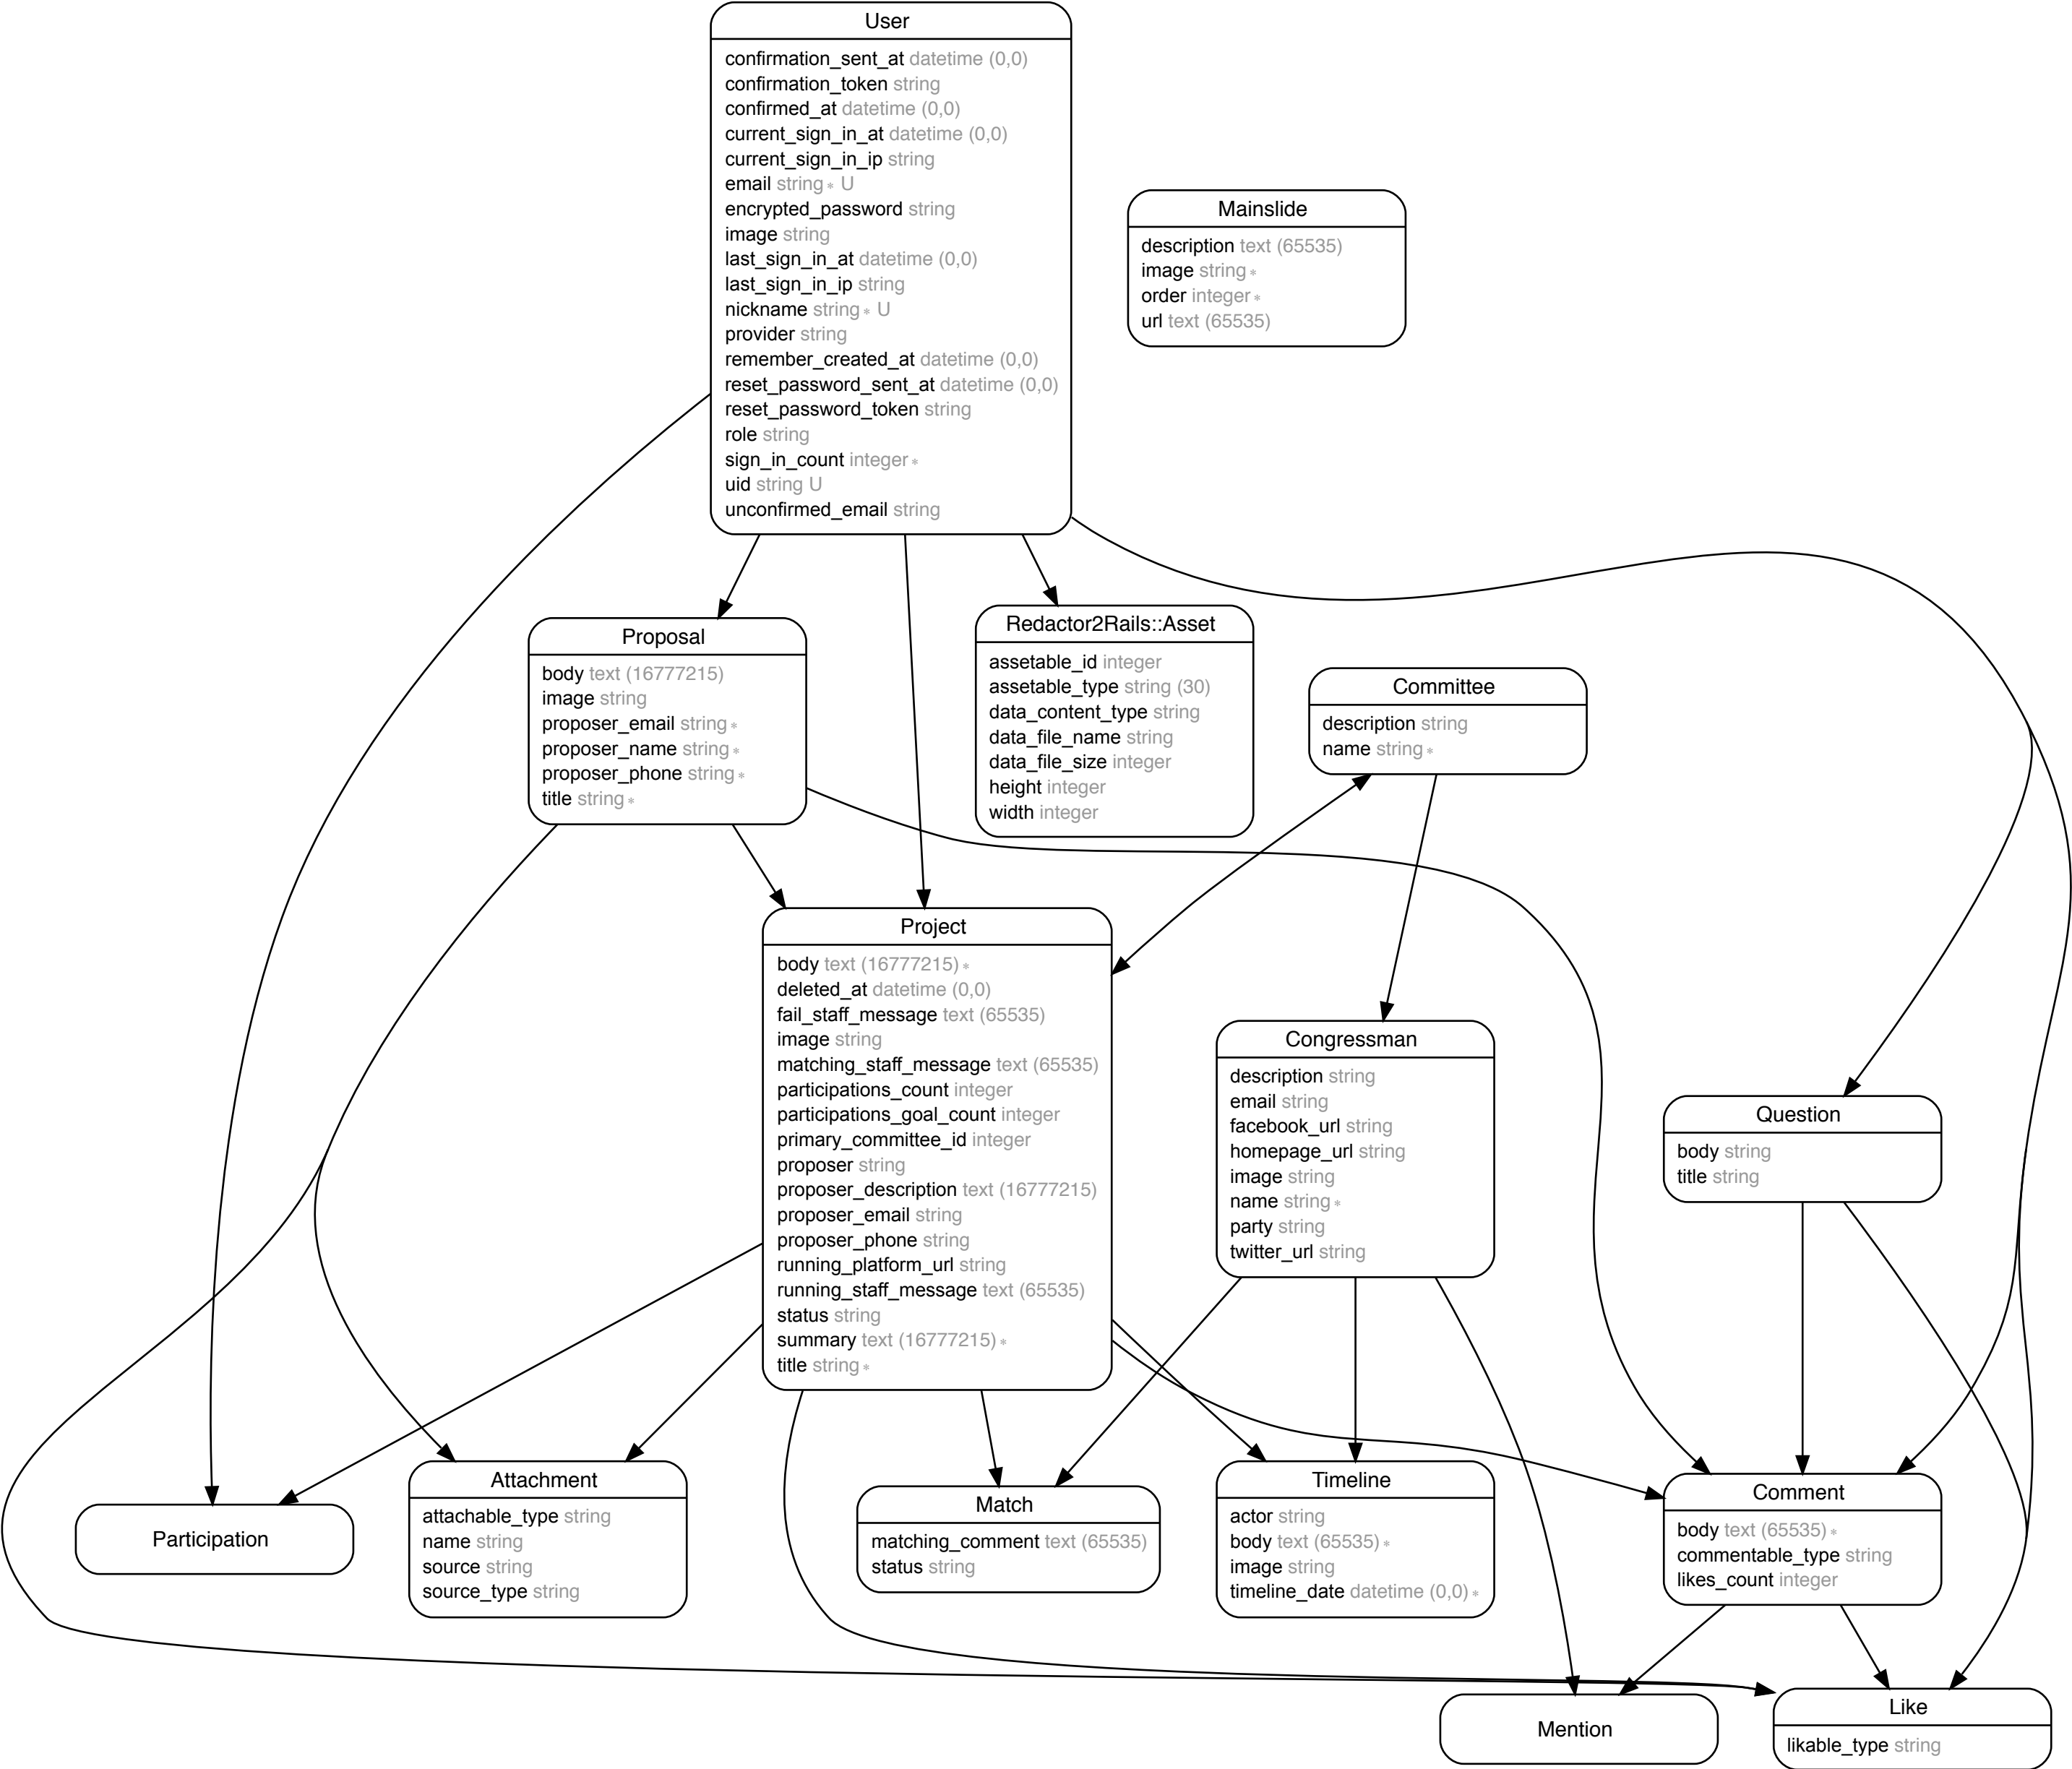 User
confirmation_sent_at datetime (0,0)
confirmation_token string
confirmed_at datetime (0,0)
current_sign_in_at datetime (0,0)
current_sign_in_ip string
email string * U
encrypted_password string
image string
last_sign_in_at datetime (0,0)
last_sign_in_ip string
nickname string * U
provider string
remember_created_at datetime (0,0)
reset_password_sent_at datetime (0,0)
reset_password_token string
role string
sign_in_count integer *
uid string U
unconfirmed_email string
Mainslide
description text (65535)
image string *
order integer *
url text (65535)
Proposal
body text (16777215)
image string
proposer_email string *
proposer_name string *
proposer_phone string *
title string *
Redactor2Rails::Asset
assetable_id integer
assetable_type string (30)
data_content_type string
data_file_name string
data_file_size integer
height integer
width integer
Committee
description string
name string *
Project
body text (16777215) *
deleted_at datetime (0,0)
fail_staff_message text (65535)
image string
matching_staff_message text (65535)
participations_count integer
participations_goal_count integer
primary_committee_id integer
proposer string
proposer_description text (16777215)
proposer_email string
proposer_phone string
running_platform_url string
running_staff_message text (65535)
status string
summary text (16777215) *
title string *
Congressman
description string
email string
facebook_url string
homepage_url string
image string
name string *
party string
twitter_url string
Question
body string
title string
Participation
Attachment
attachable_type string
name string
source string
source_type string
Match
matching_comment text (65535)
status string
Timeline
actor string
body text (65535) *
image string
timeline_date datetime (0,0) *
Comment
body text (65535) *
commentable_type string
likes_count integer
Mention
Like
likable_type string